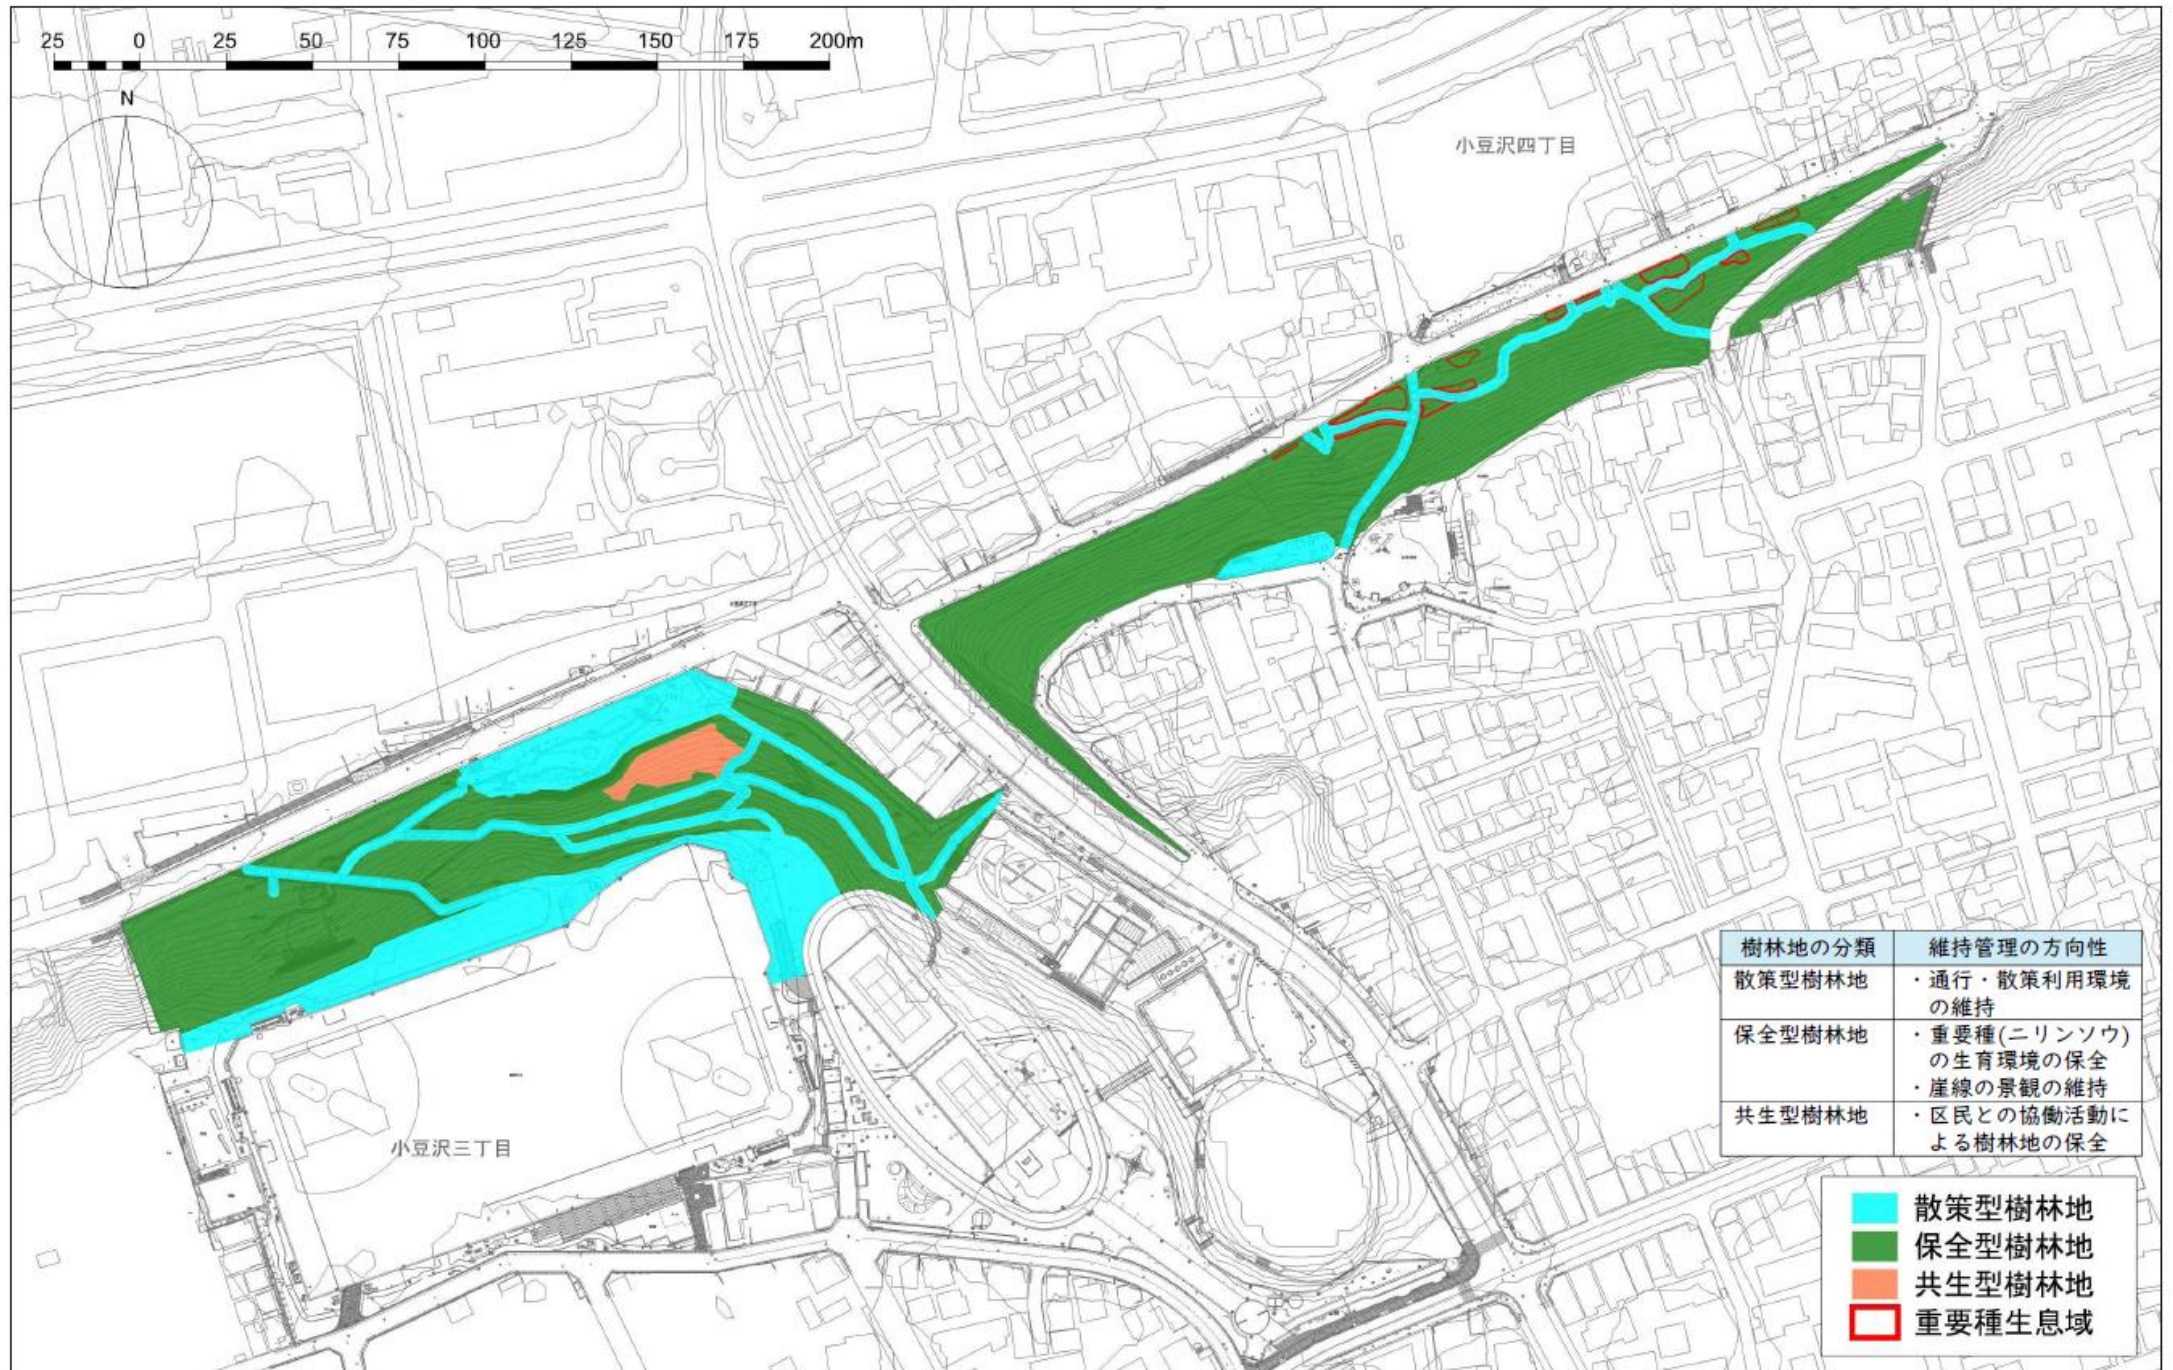 25 0 25 50 75 100 125 150 175 200m
N
小豆沢四丁目
小豆沢三丁目
樹林地の分類 維持管理の方向性
散策型樹林地 ・通行・散策利用環境
の維持
保全型樹林地 ・重要種(ニリンソウ)
の生育環境の保全
・崖線の景観の維持
共生型樹林地 ・区民との協働活動に
よる樹林地の保全
散策型樹林地
保全型樹林地
共生型樹林地
重要種生息域